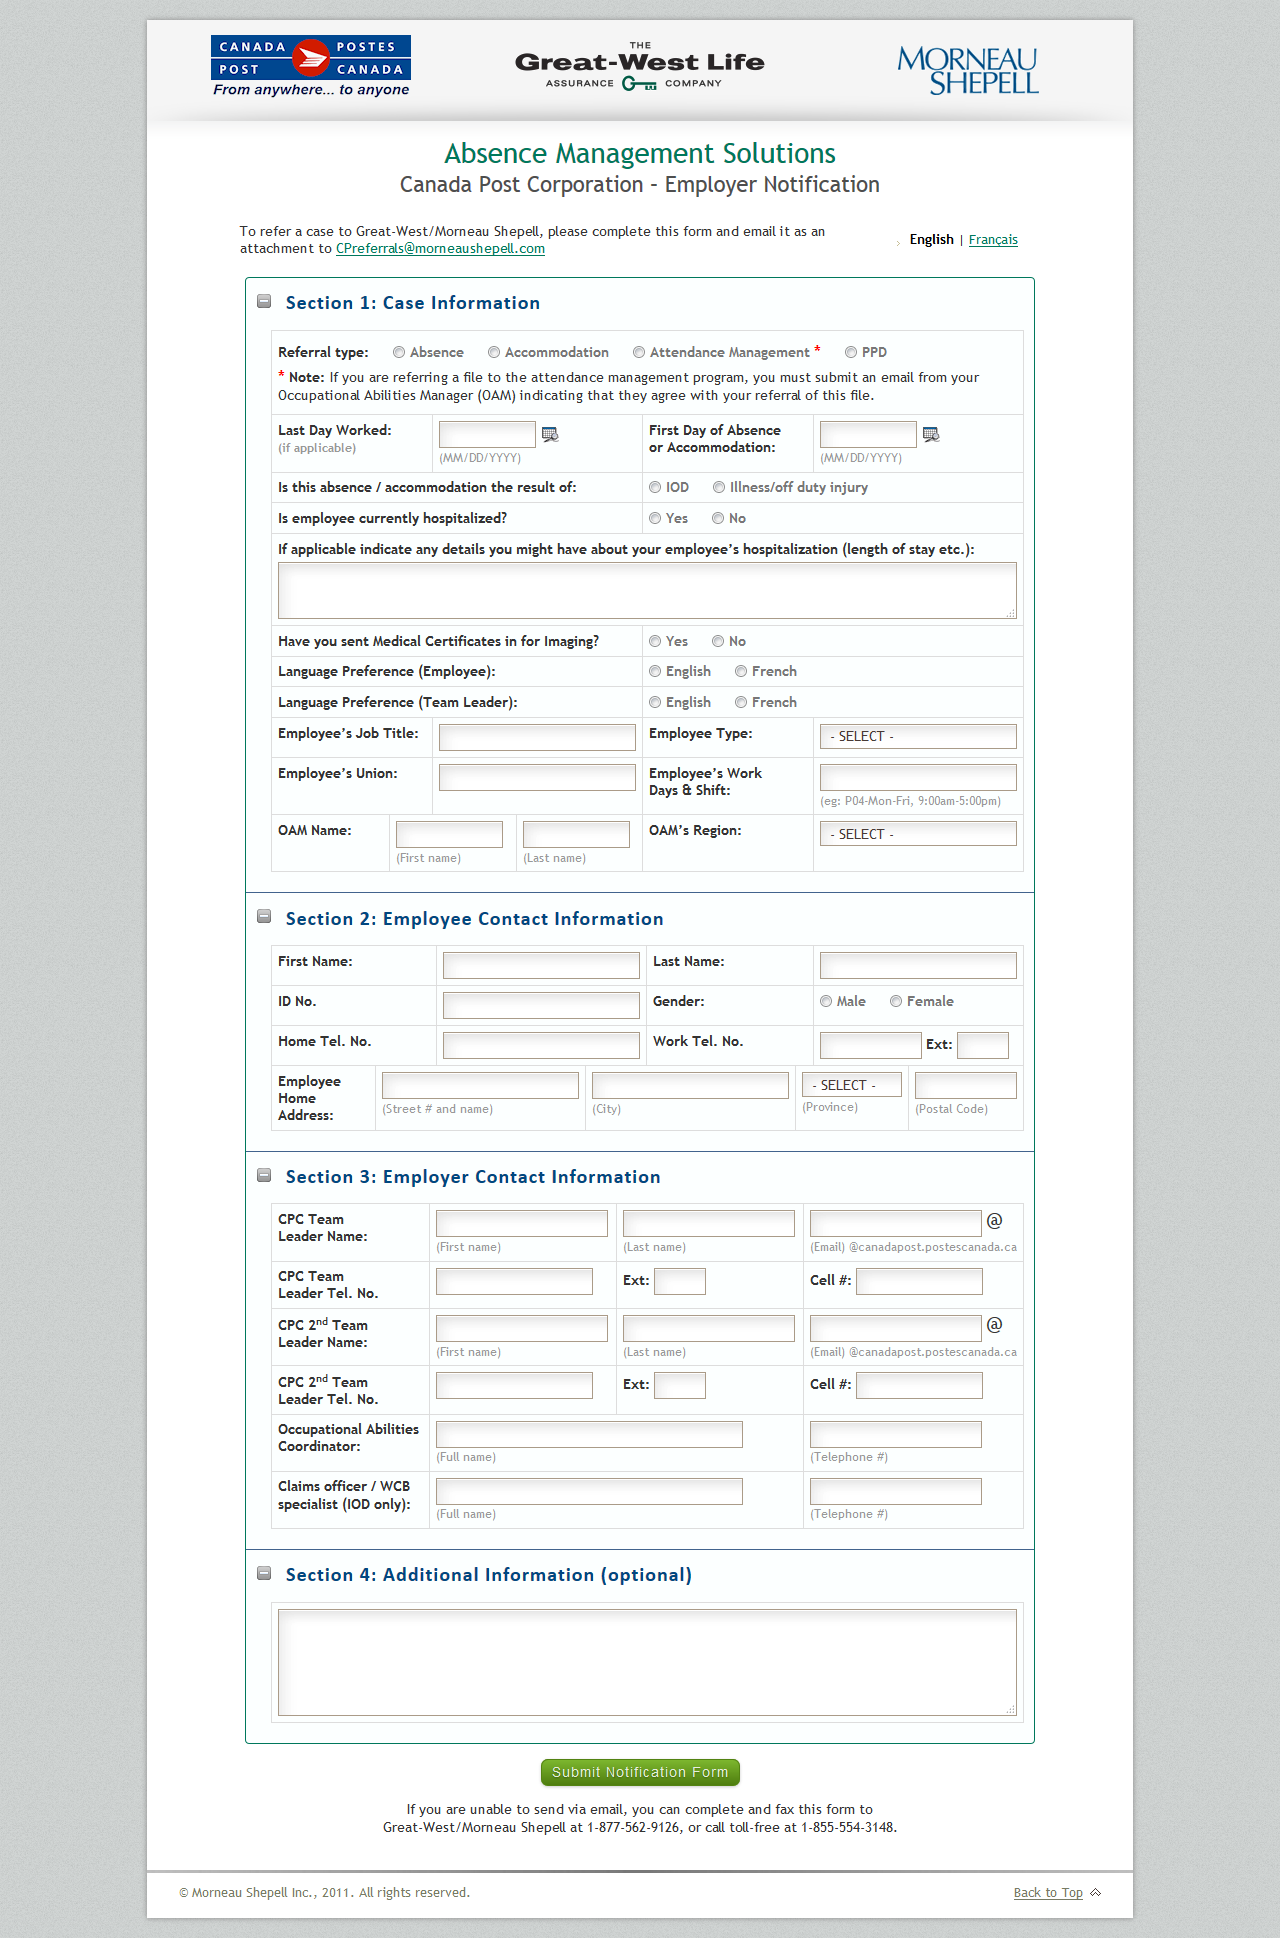 CANADA POSTES
POST CANADA
From anywhere... to anyone
THE
Great-West Life
ASSURANCE COMPANY
MORNEAU
SHEPELL
Absence Management Solutions
Canada Post Corporation - Employer Notification
To refer a case to Great-West/Morneau Shepell, please complete this form and email it as an
attachment to CPreferrals@morneaushepell.com
English | Français
Section 1: Case Information
Referral type: Absence Accommodation Attendance Management * PPD
* Note: If you are referring a file to the attendance management program, you must submit an email from your
Occupational Abilities Manager (OAM) indicating that they agree with your referral of this file.
Last Day Worked:
(if applicable)
(MM/DD/YYYY)
First Day of Absence
or Accommodation:
(MM/DD/YYYY)
Is this absence / accommodation the result of: IOD Illness/off duty injury
Is employee currently hospitalized? Yes No
If applicable indicate any details you might have about your employee's hospitalization (length of stay etc.):
Have you sent Medical Certificates in for Imaging? Yes No
Language Preference (Employee): English French
Language Preference (Team Leader): English French
Employee's Job Title: Employee Type: - SELECT -
Employee's Union:
Employee's Work
Days & Shift:
(eg: P04-Mon-Fri, 9:00am-5:00pm)
OAM Name:
(First name) (Last name)
OAM's Region: - SELECT -
Section 2: Employee Contact Information
First Name: Last Name:
ID No. Gender: Male Female
Home Tel. No. Work Tel. No. Ext:
Employee
Home
Address:
(Street # and name) (City)
- SELECT -
(Province) (Postal Code)
Section 3: Employer Contact Information
CPC Team
Leader Name:
@
(First name) (Last name) (Email) @canadapost.postescanada.ca
CPC Team
Leader Tel. No.
Ext: Cell #:
CPC 2nd Team
Leader Name:
@
(First name) (Last name) (Email) @canadapost.postescanada.ca
CPC 2nd Team
Leader Tel. No.
Ext: Cell #:
Occupational Abilities
Coordinator:
(Full name) (Telephone #)
Claims officer / WCB
specialist (IOD only):
(Full name) (Telephone #)
Section 4: Additional Information (optional)
Submit Notification Form
If you are unable to send via email, you can complete and fax this form to
Great-West/Morneau Shepell at 1-877-562-9126, or call toll-free at 1-855-554-3148.
© Morneau Shepell Inc., 2011. All rights reserved. Back to Top